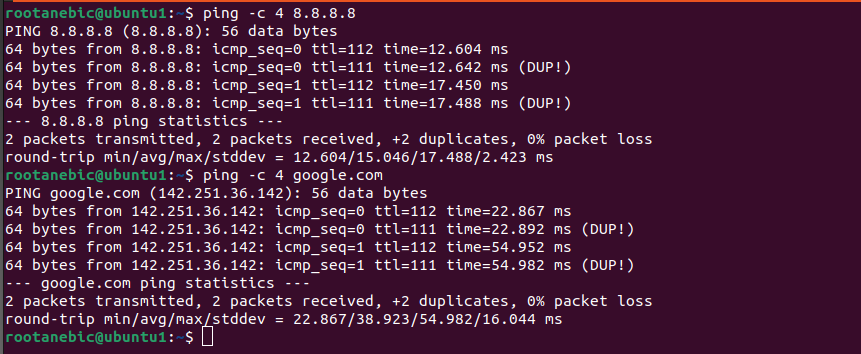 rootanebic@ubuntu1:~$ ping -c 4 8.8.8.8
PING 8.8.8.8 (8.8.8.8): 56 data bytes
64 bytes from 8.8.8.8: icmp_seq=0 ttl=112 time=12.604 ms
64 bytes from 8.8.8.8: icmp_seq=0 ttl=111 time=12.642 ms (DUP!)
64 bytes from 8.8.8.8: icmp_seq=1 ttl=112 time=17.450 ms
64 bytes from 8.8.8.8: icmp_seq=1 ttl=111 time=17.488 ms (DUP!)
--- 8.8.8.8 ping statistics ---
2 packets transmitted, 2 packets received, +2 duplicates, 0% packet loss
round-trip min/avg/max/stddev = 12.604/15.046/17.488/2.423 ms
rootanebic@ubuntu1:~$ ping -c 4 google.com
PING google.com (142.251.36.142): 56 data bytes
64 bytes from 142.251.36.142: icmp_seq=0 ttl=112 time=22.867 ms
64 bytes from 142.251.36.142: icmp_seq=0 ttl=111 time=22.892 ms (DUP!)
64 bytes from 142.251.36.142: icmp_seq=1 ttl=112 time=54.952 ms
64 bytes from 142.251.36.142: icmp_seq=1 ttl=111 time=54.982 ms (DUP!)
--- google.com ping statistics ---
2 packets transmitted, 2 packets received, +2 duplicates, 0% packet loss
round-trip min/avg/max/stddev = 22.867/38.923/54.982/16.044 ms
rootanebic@ubuntu1:~$